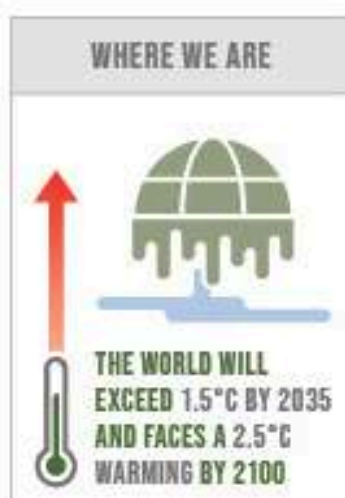 WHERE WE ARE
THE WORLD WILL
EXCEED 1.5°C BY 2035
AND FACES A 2.5°C
WARMING BY 2100